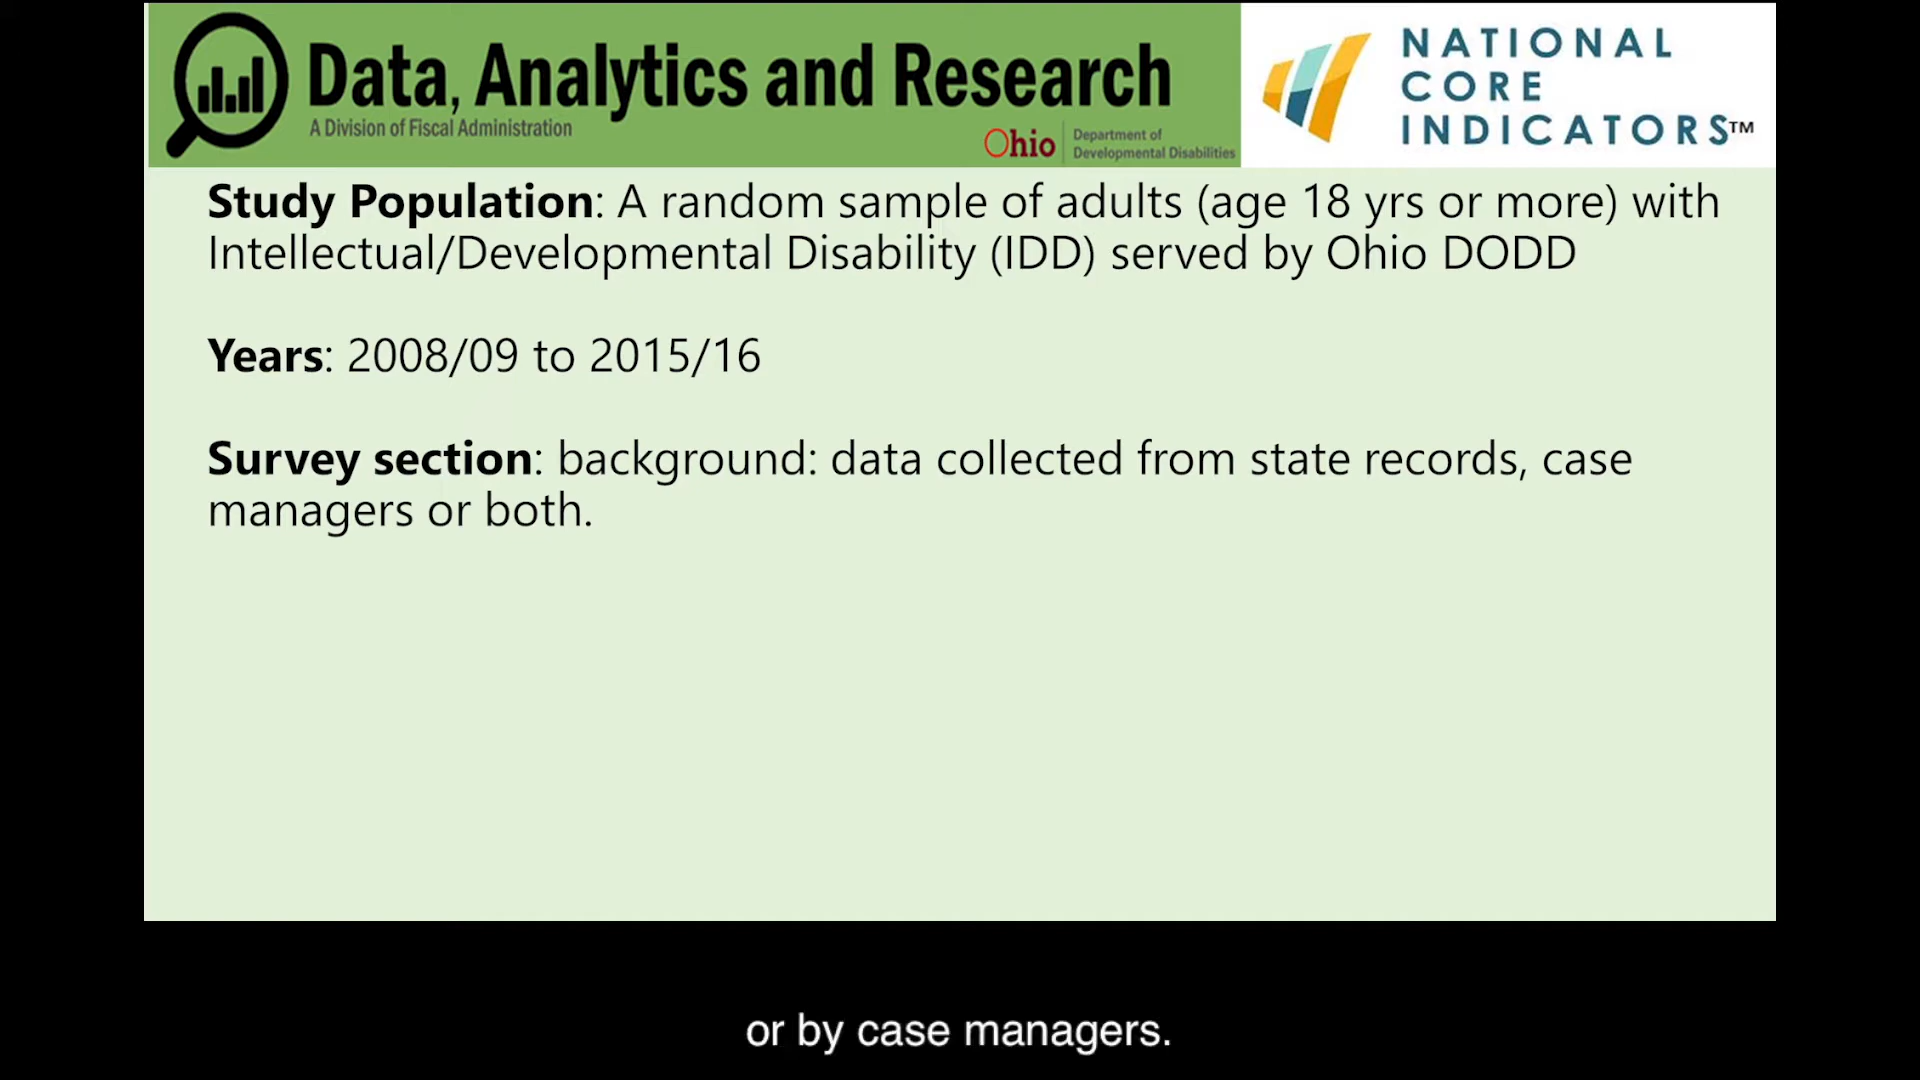 Data, Analytics and Research
A Division of Fiscal Administration
Ohio
Department of
Developmental Disabilities
NATIONAL
CORE
INDICATORS™
Study Population: A random sample of adults (age 18 yrs or more) with
Intellectual/Developmental Disability (IDD) served by Ohio DODD
Years: 2008/09 to 2015/16
Survey section: background: data collected from state records, case
managers or both.
or by case managers.